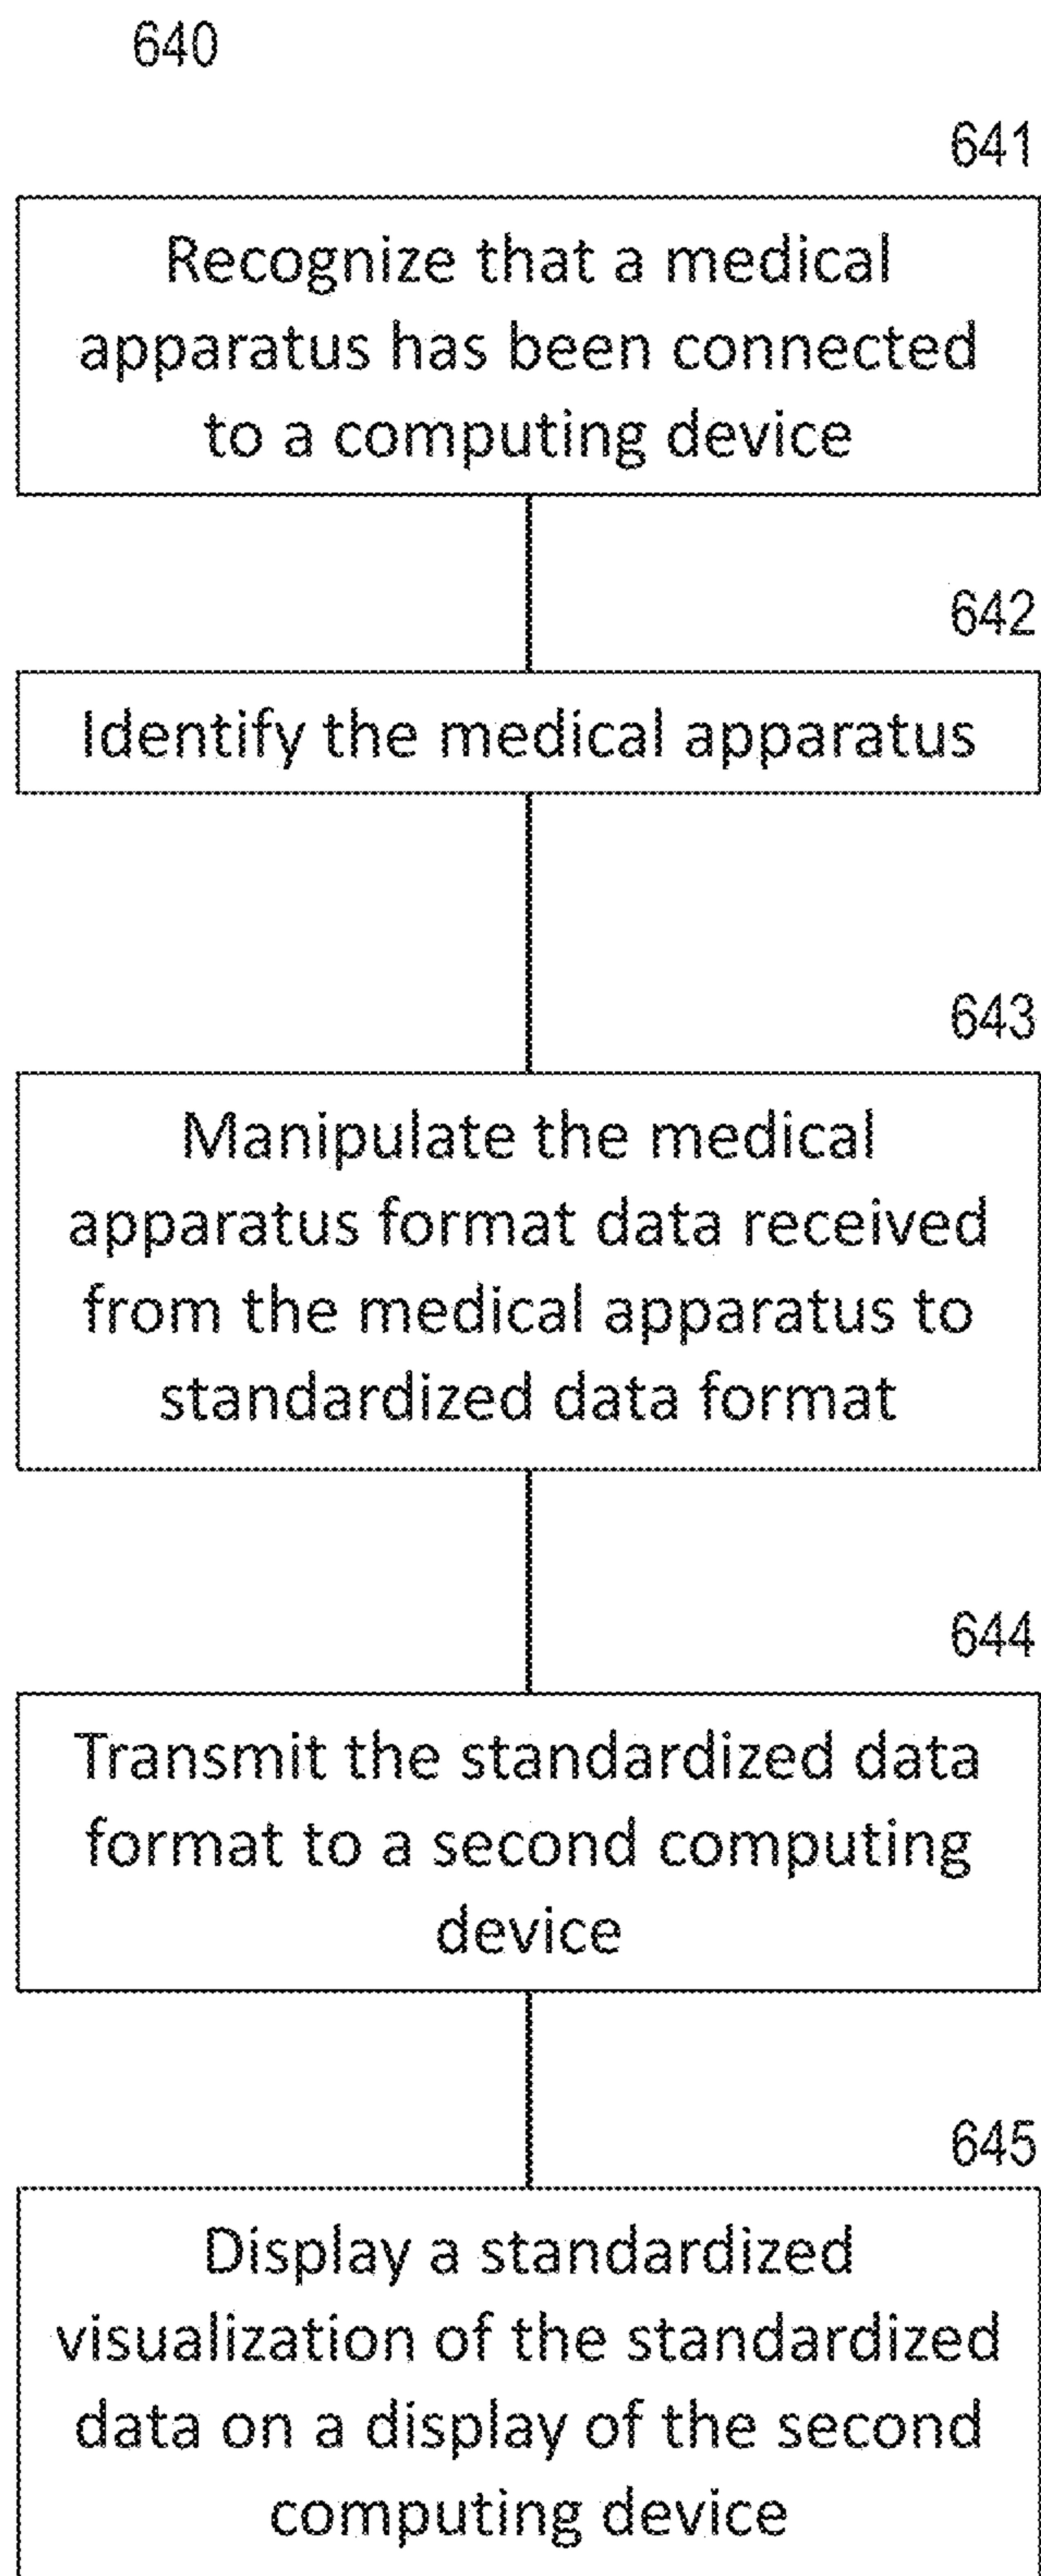 640
641
Recognize that a medical
apparatus has been connected
to a computing device
642
Identify the medical apparatus
643
Manipulate the medical
apparatus format data received
from the medical apparatus to
standardized data format
644
Transmit the standardized data
format to a second computing
device
645
Display a standardized
visualization of the standardized
data on a display of the second
computing device